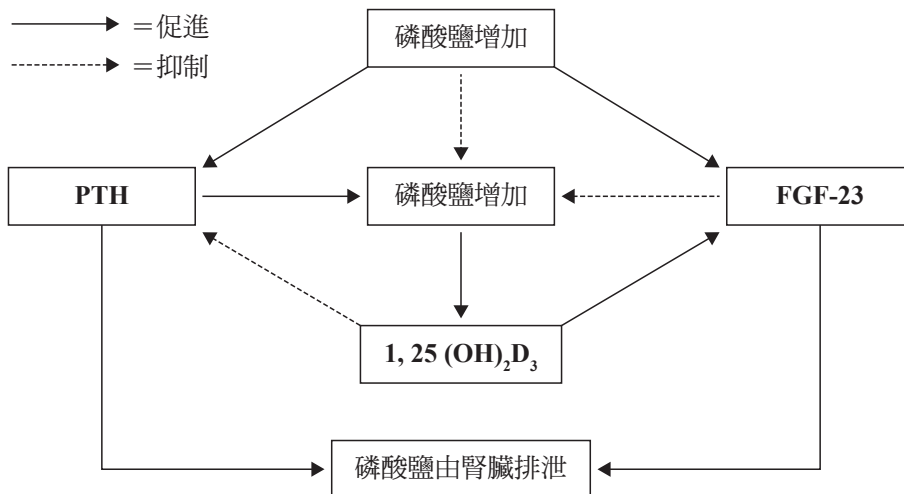 ＝促進
＝抑制
磷酸鹽增加
PTH
磷酸鹽增加
FGF-23
1, 25 (OH)₂D₃
磷酸鹽由腎臟排泄